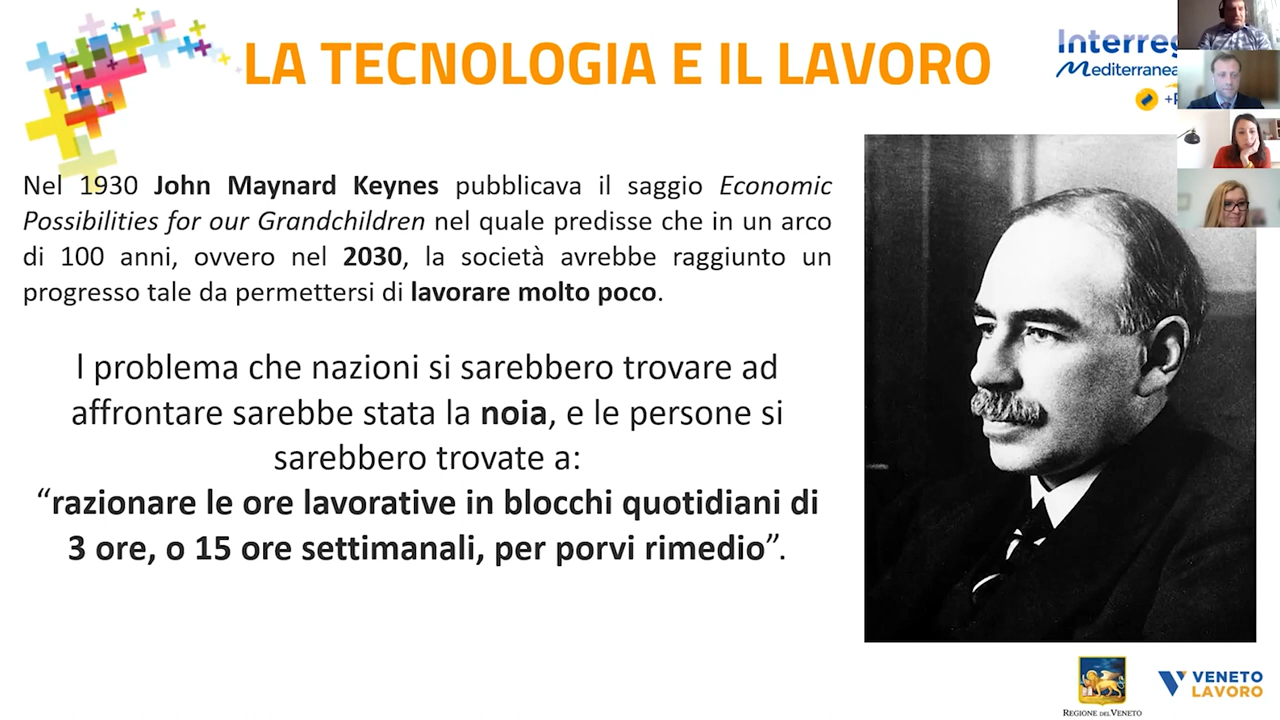 LA TECNOLOGIA E IL LAVORO
Interreg
Mediterranea
Nel 1930 John Maynard Keynes pubblicava il saggio Economic
Possibilities for our Grandchildren nel quale predisse che in un arco
di 100 anni, ovvero nel 2030, la società avrebbe raggiunto un
progresso tale da permettersi di lavorare molto poco.
l problema che nazioni si sarebbero trovare ad
affrontare sarebbe stata la noia, e le persone si
sarebbero trovate a:
“razionare le ore lavorative in blocchi quotidiani di
3 ore, o 15 ore settimanali, per porvi rimedio”.
REGIONE DEL VENETO
VENETO
LAVORO